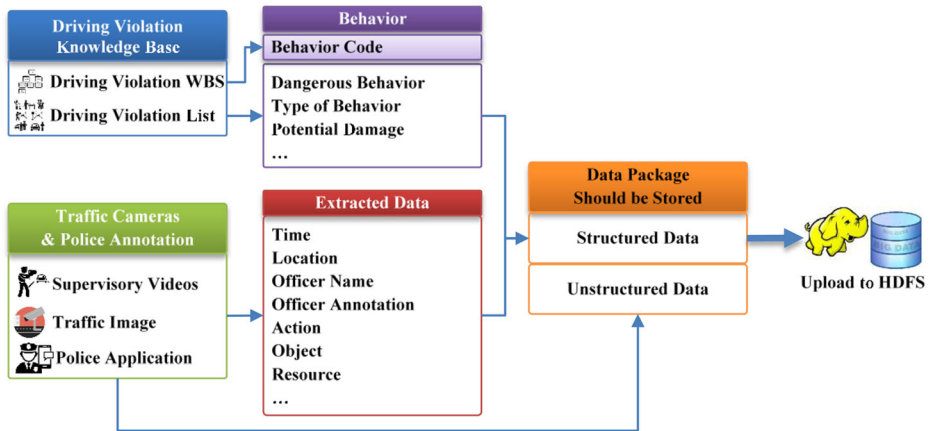 Driving Violation
Knowledge Base
Driving Violation WBS
Driving Violation List
Behavior
Behavior Code
Dangerous Behavior
Type of Behavior
Potential Damage
…
Traffic Cameras
& Police Annotation
Supervisory Videos
Traffic Image
Police Application
Extracted Data
Time
Location
Officer Name
Officer Annotation
Action
Object
Resource
…
Data Package
Should be Stored
Structured Data
Unstructured Data
BIG DATA
Upload to HDFS